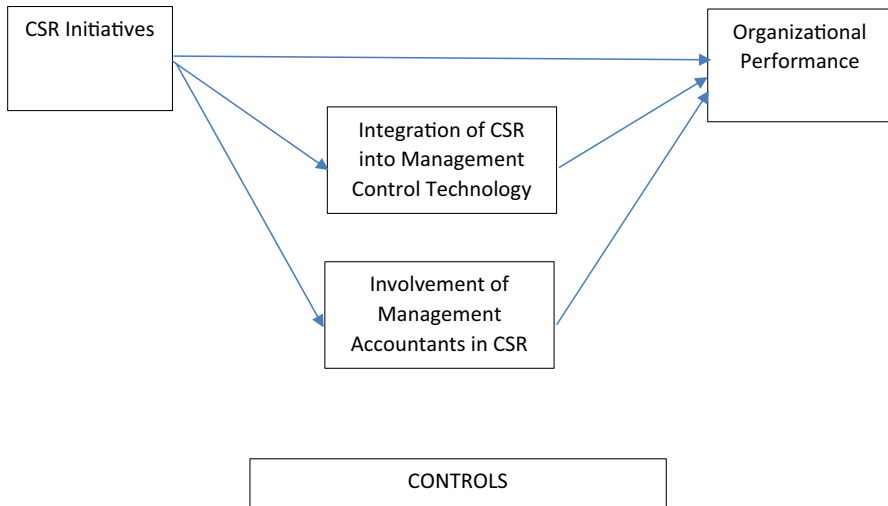 CSR Initiatives
Organizational
Performance
Integration of CSR
into Management
Control Technology
Involvement of
Management
Accountants in CSR
CONTROLS